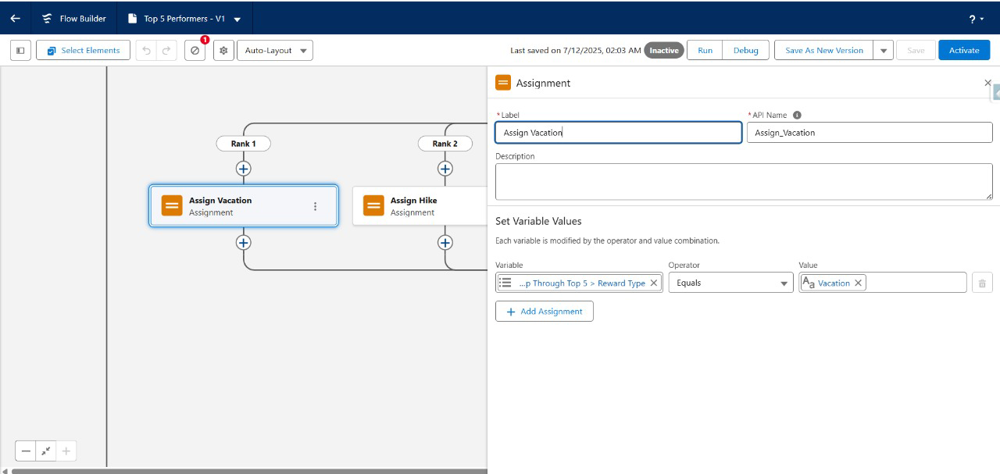 Flow Builder
Top 5 Performers - V1
?
Select Elements
1
Auto-Layout
Last saved on 7/12/2025, 02:03 AM
Inactive
Run
Debug
Save As New Version
Save
Activate
Rank 1
Rank 2
Assign Vacation
Assignment
Assign Hike
Assignment
Assignment
* Label
Assign Vacation
* API Name
Assign_Vacation
Description
Set Variable Values
Each variable is modified by the operator and value combination.
Variable
Operator
Value
...p Through Top 5 > Reward Type
Equals
Aa Vacation
Add Assignment